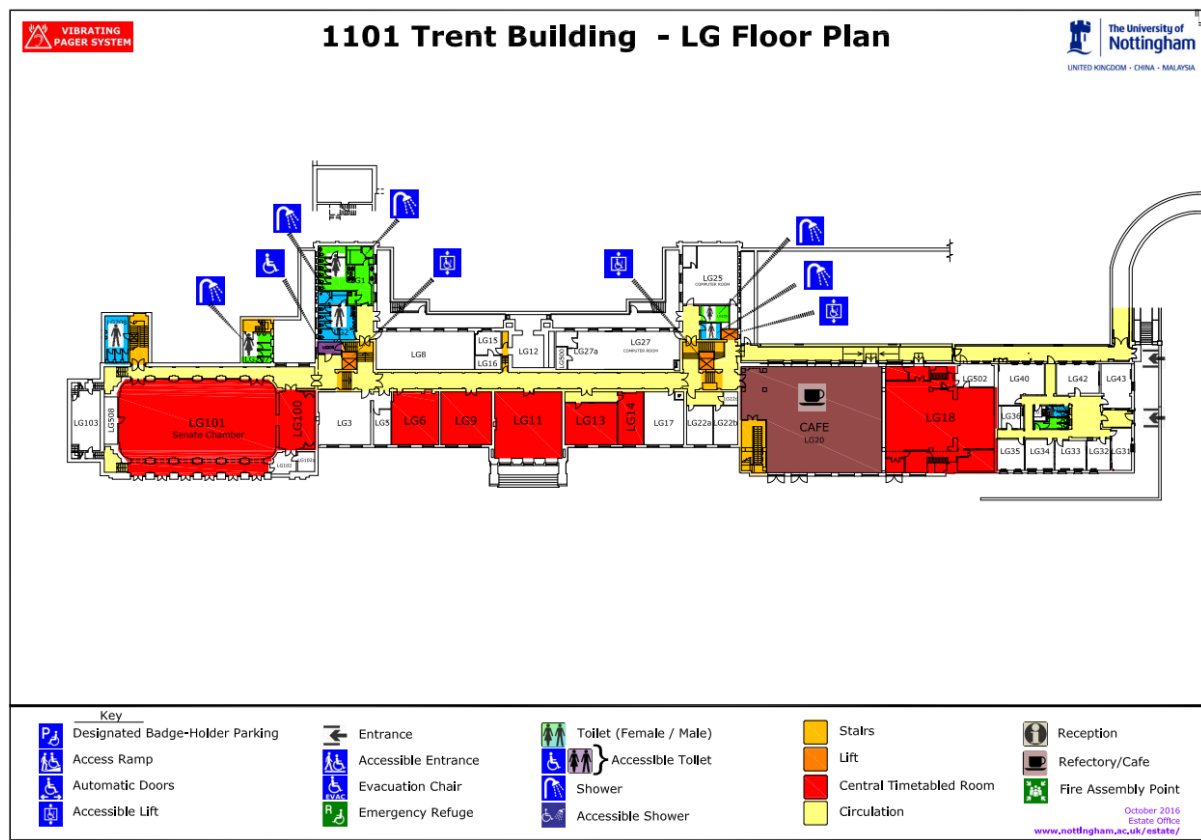 VIBRATING
PAGER SYSTEM
1101 Trent Building - LG Floor Plan
The University of
Nottingham
UNITED KINGDOM · CHINA · MALAYSIA
LG25
COMPUTER ROOM
LG15
LG16
LG8
LG12
LG500
LG27a
LG27
COMPUTER ROOM
LG502
LG40
LG42
LG43
LG103
LG508
LG101
Senate Chamber
LG100
LG102
LG3
LG5
LG6
LG9
LG11
LG13
LG14
LG17
LG22a
LG22b
CAFE
LG20
LG18
LG36
LG35
LG34
LG33
LG32
LG31
Key
Designated Badge-Holder Parking
Access Ramp
Automatic Doors
Accessible Lift
Entrance
Accessible Entrance
Evacuation Chair
EVAC
Emergency Refuge
Toilet (Female / Male)
Accessible Toilet
Shower
Accessible Shower
Stairs
Lift
Central Timetabled Room
Circulation
Reception
Refectory/Cafe
Fire Assembly Point
October 2016
Estate Office
www.nottingham.ac.uk/estate/